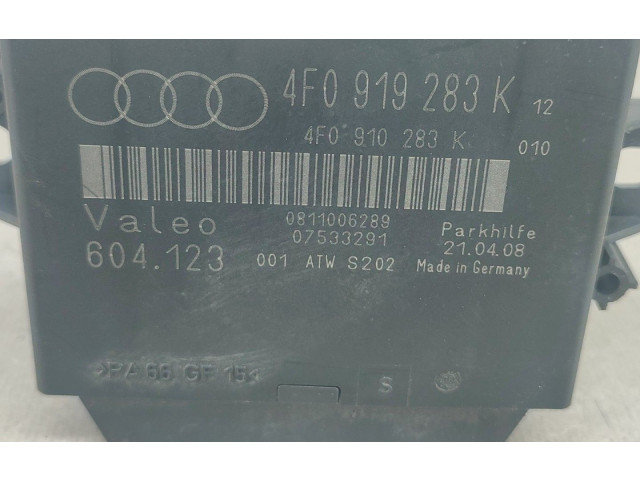 4F0 919 283 K 12
4F0 910 283 K 010
Valeo 0811006289 Parkhilfe
604.123 07533291 21.04.08
001 ATW S202 Made in Germany
>PA 66 GF 15<
S